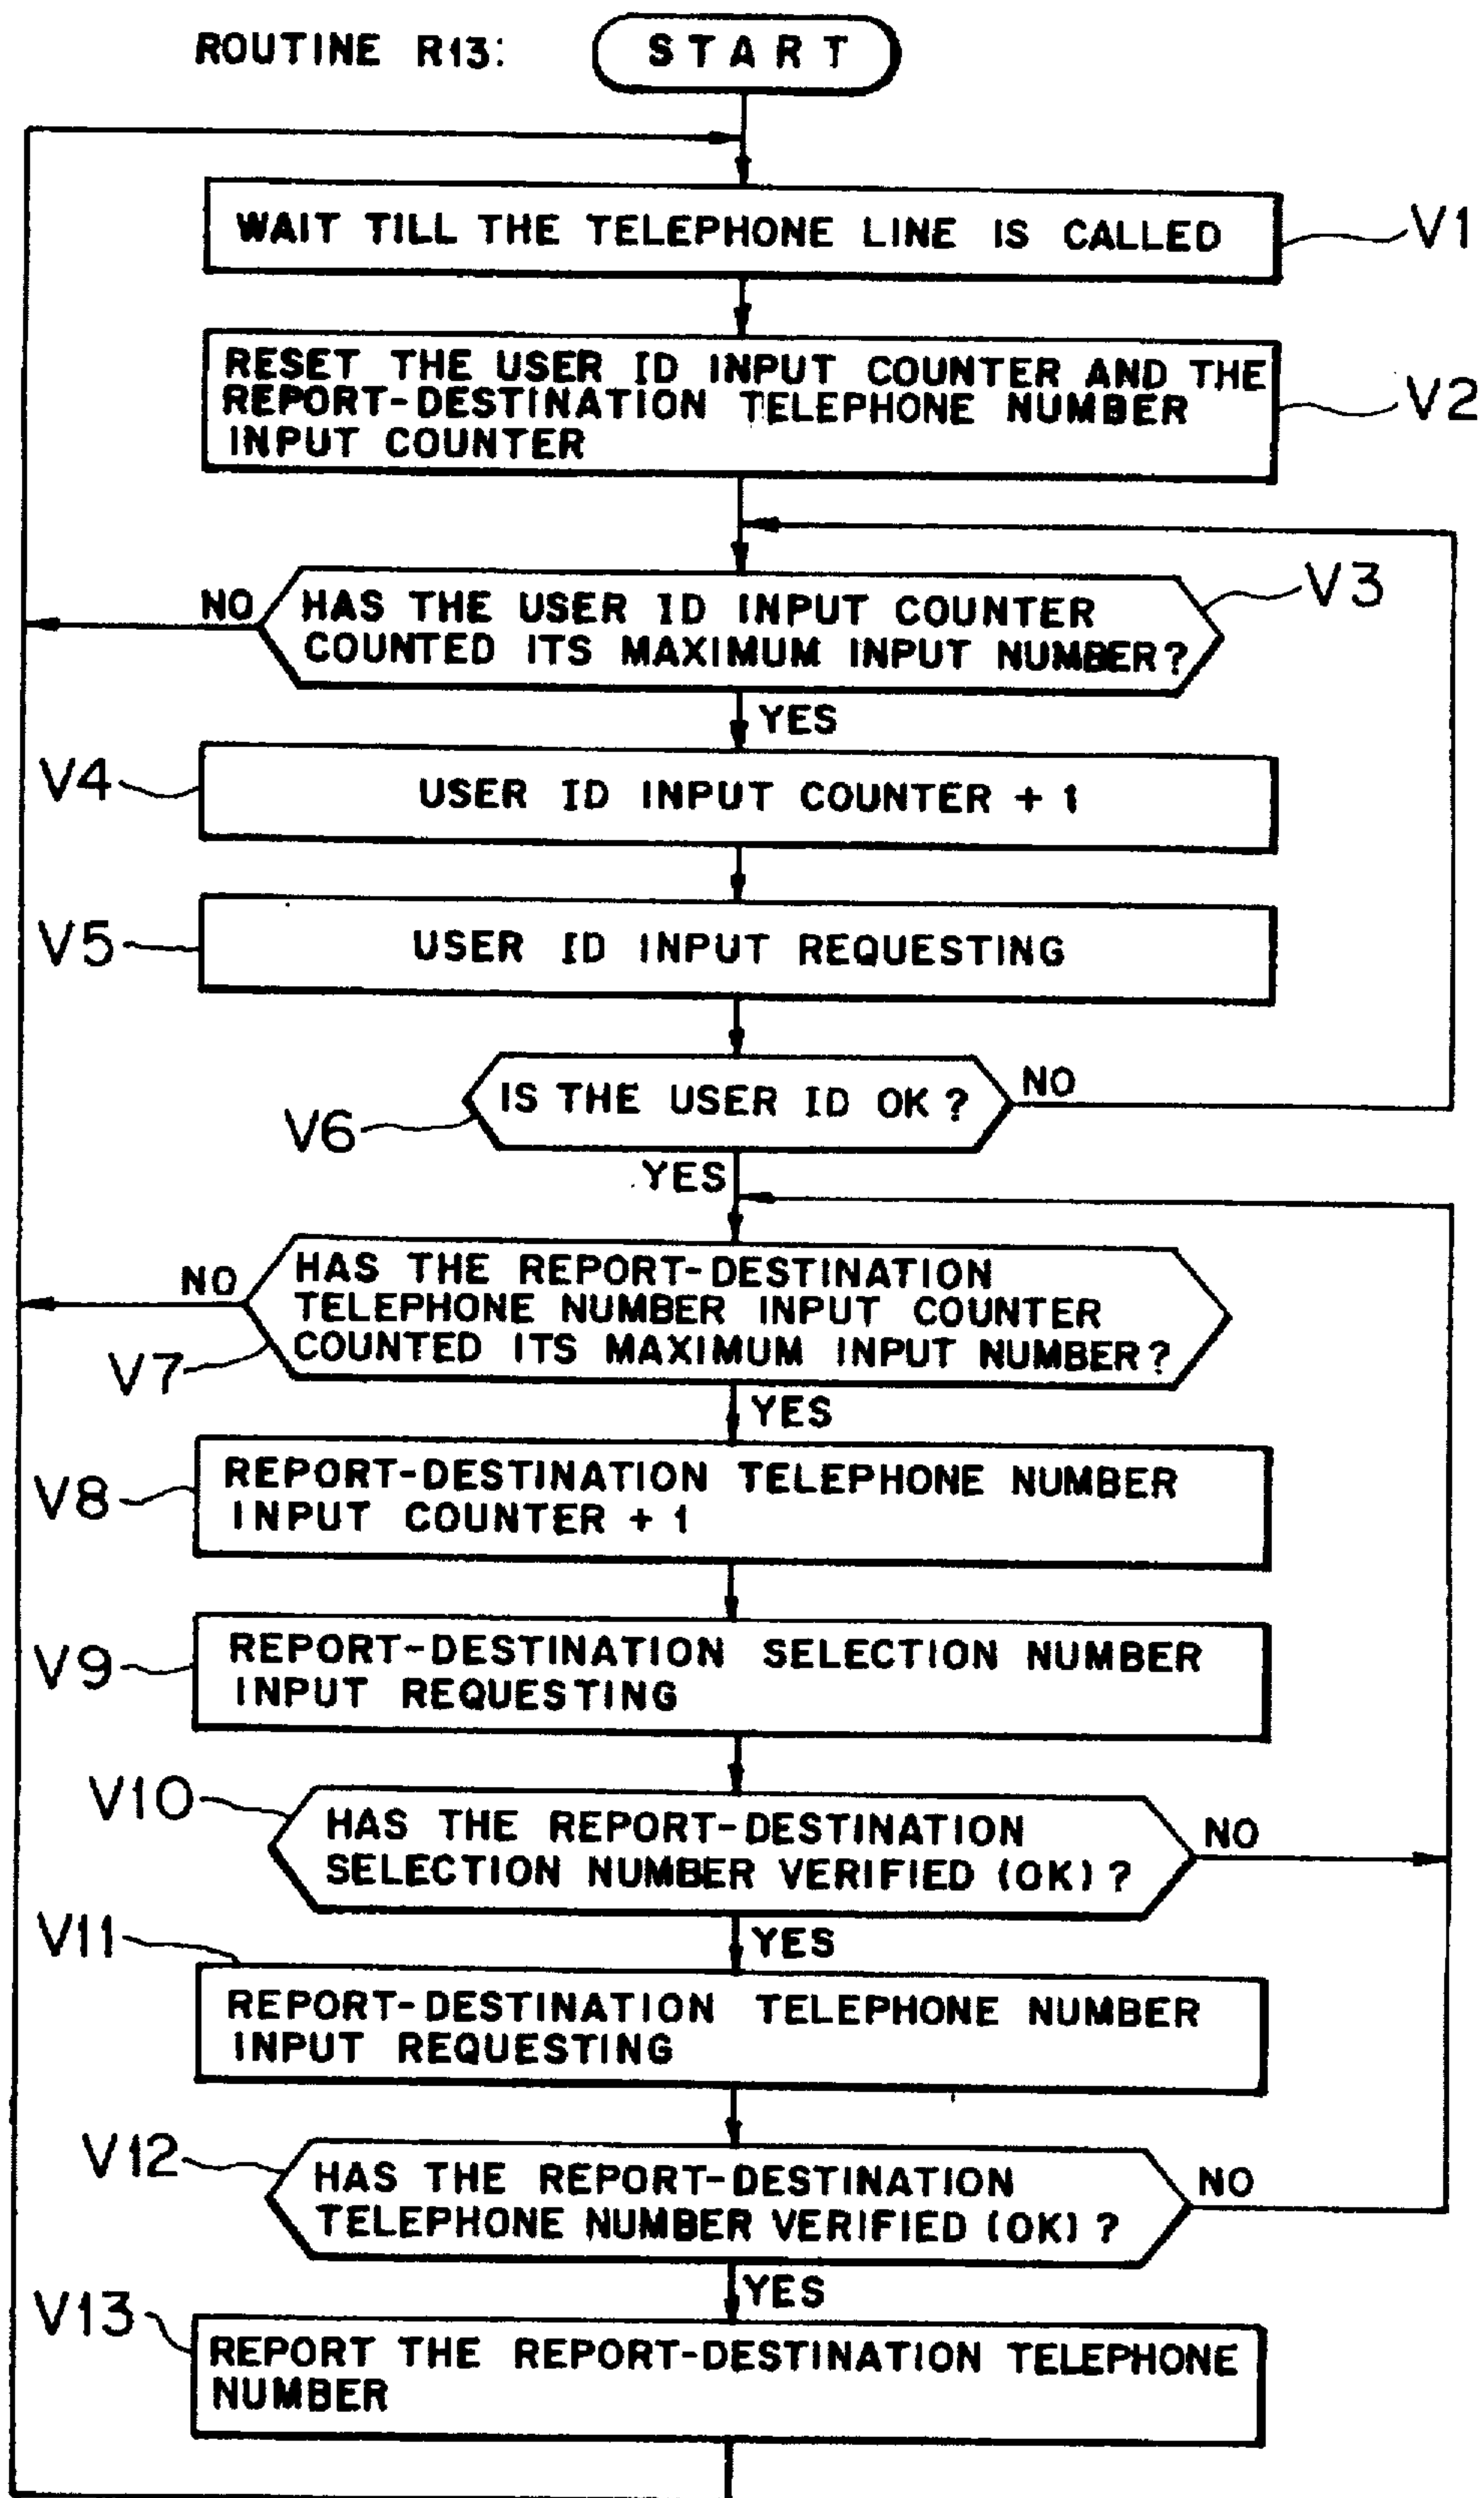 ROUTINE R13:
START
WAIT TILL THE TELEPHONE LINE IS CALLED
V1
RESET THE USER ID INPUT COUNTER AND THE
REPORT-DESTINATION TELEPHONE NUMBER
INPUT COUNTER
V2
NO
HAS THE USER ID INPUT COUNTER
COUNTED ITS MAXIMUM INPUT NUMBER?
V3
YES
V4
USER ID INPUT COUNTER + 1
V5
USER ID INPUT REQUESTING
IS THE USER ID OK?
NO
V6
YES
NO
HAS THE REPORT-DESTINATION
TELEPHONE NUMBER INPUT COUNTER
COUNTED ITS MAXIMUM INPUT NUMBER?
V7
YES
V8
REPORT-DESTINATION TELEPHONE NUMBER
INPUT COUNTER + 1
V9
REPORT-DESTINATION SELECTION NUMBER
INPUT REQUESTING
V10
HAS THE REPORT-DESTINATION
SELECTION NUMBER VERIFIED (OK)?
NO
V11
YES
REPORT-DESTINATION TELEPHONE NUMBER
INPUT REQUESTING
V12
HAS THE REPORT-DESTINATION
TELEPHONE NUMBER VERIFIED (OK)?
NO
YES
V13
REPORT THE REPORT-DESTINATION TELEPHONE
NUMBER